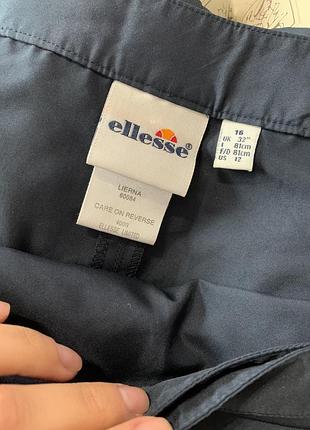 ellesse
LIERNA
60084
CARE ON REVERSE
ELLESSE LIMITED
16
UK 32"
I 81cm
F/D 81cm
US 12